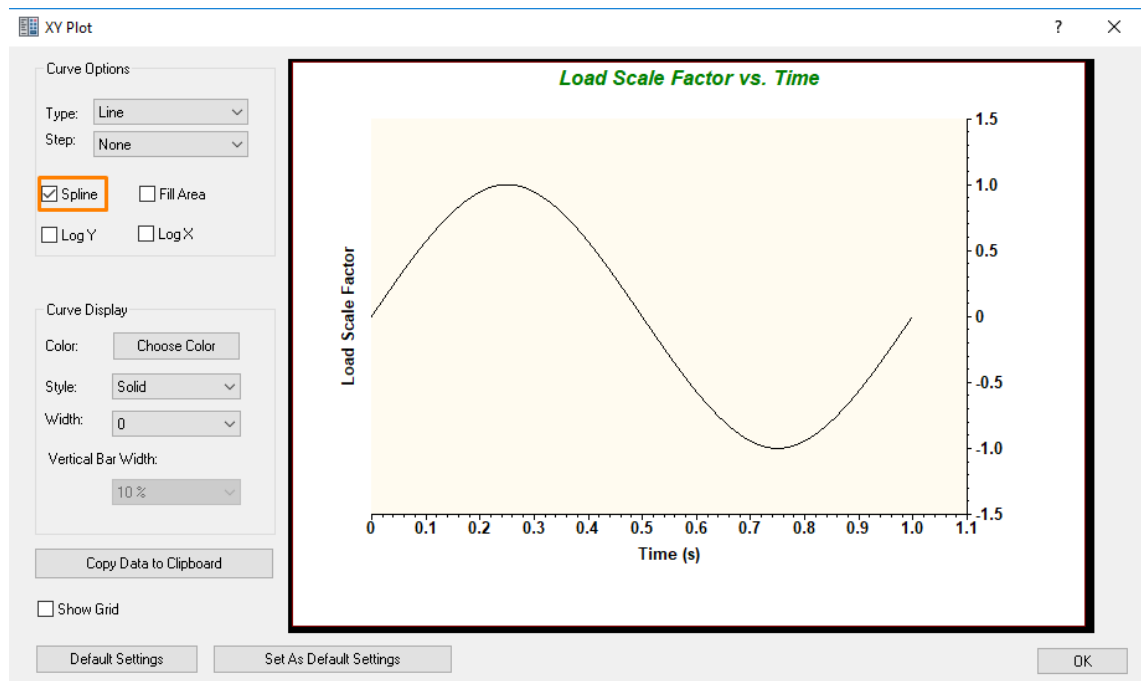 XY Plot
?
Curve Options
Type: Line
Step: None
Spline
Fill Area
Log Y
Log X
Curve Display
Color: Choose Color
Style: Solid
Width: 0
Vertical Bar Width:
10 %
Copy Data to Clipboard
Show Grid
Default Settings
Set As Default Settings
Load Scale Factor vs. Time
Load Scale Factor
1.5
1.0
0.5
0
-0.5
-1.0
-1.5
0 0.1 0.2 0.3 0.4 0.5 0.6 0.7 0.8 0.9 1.0 1.1
Time (s)
OK